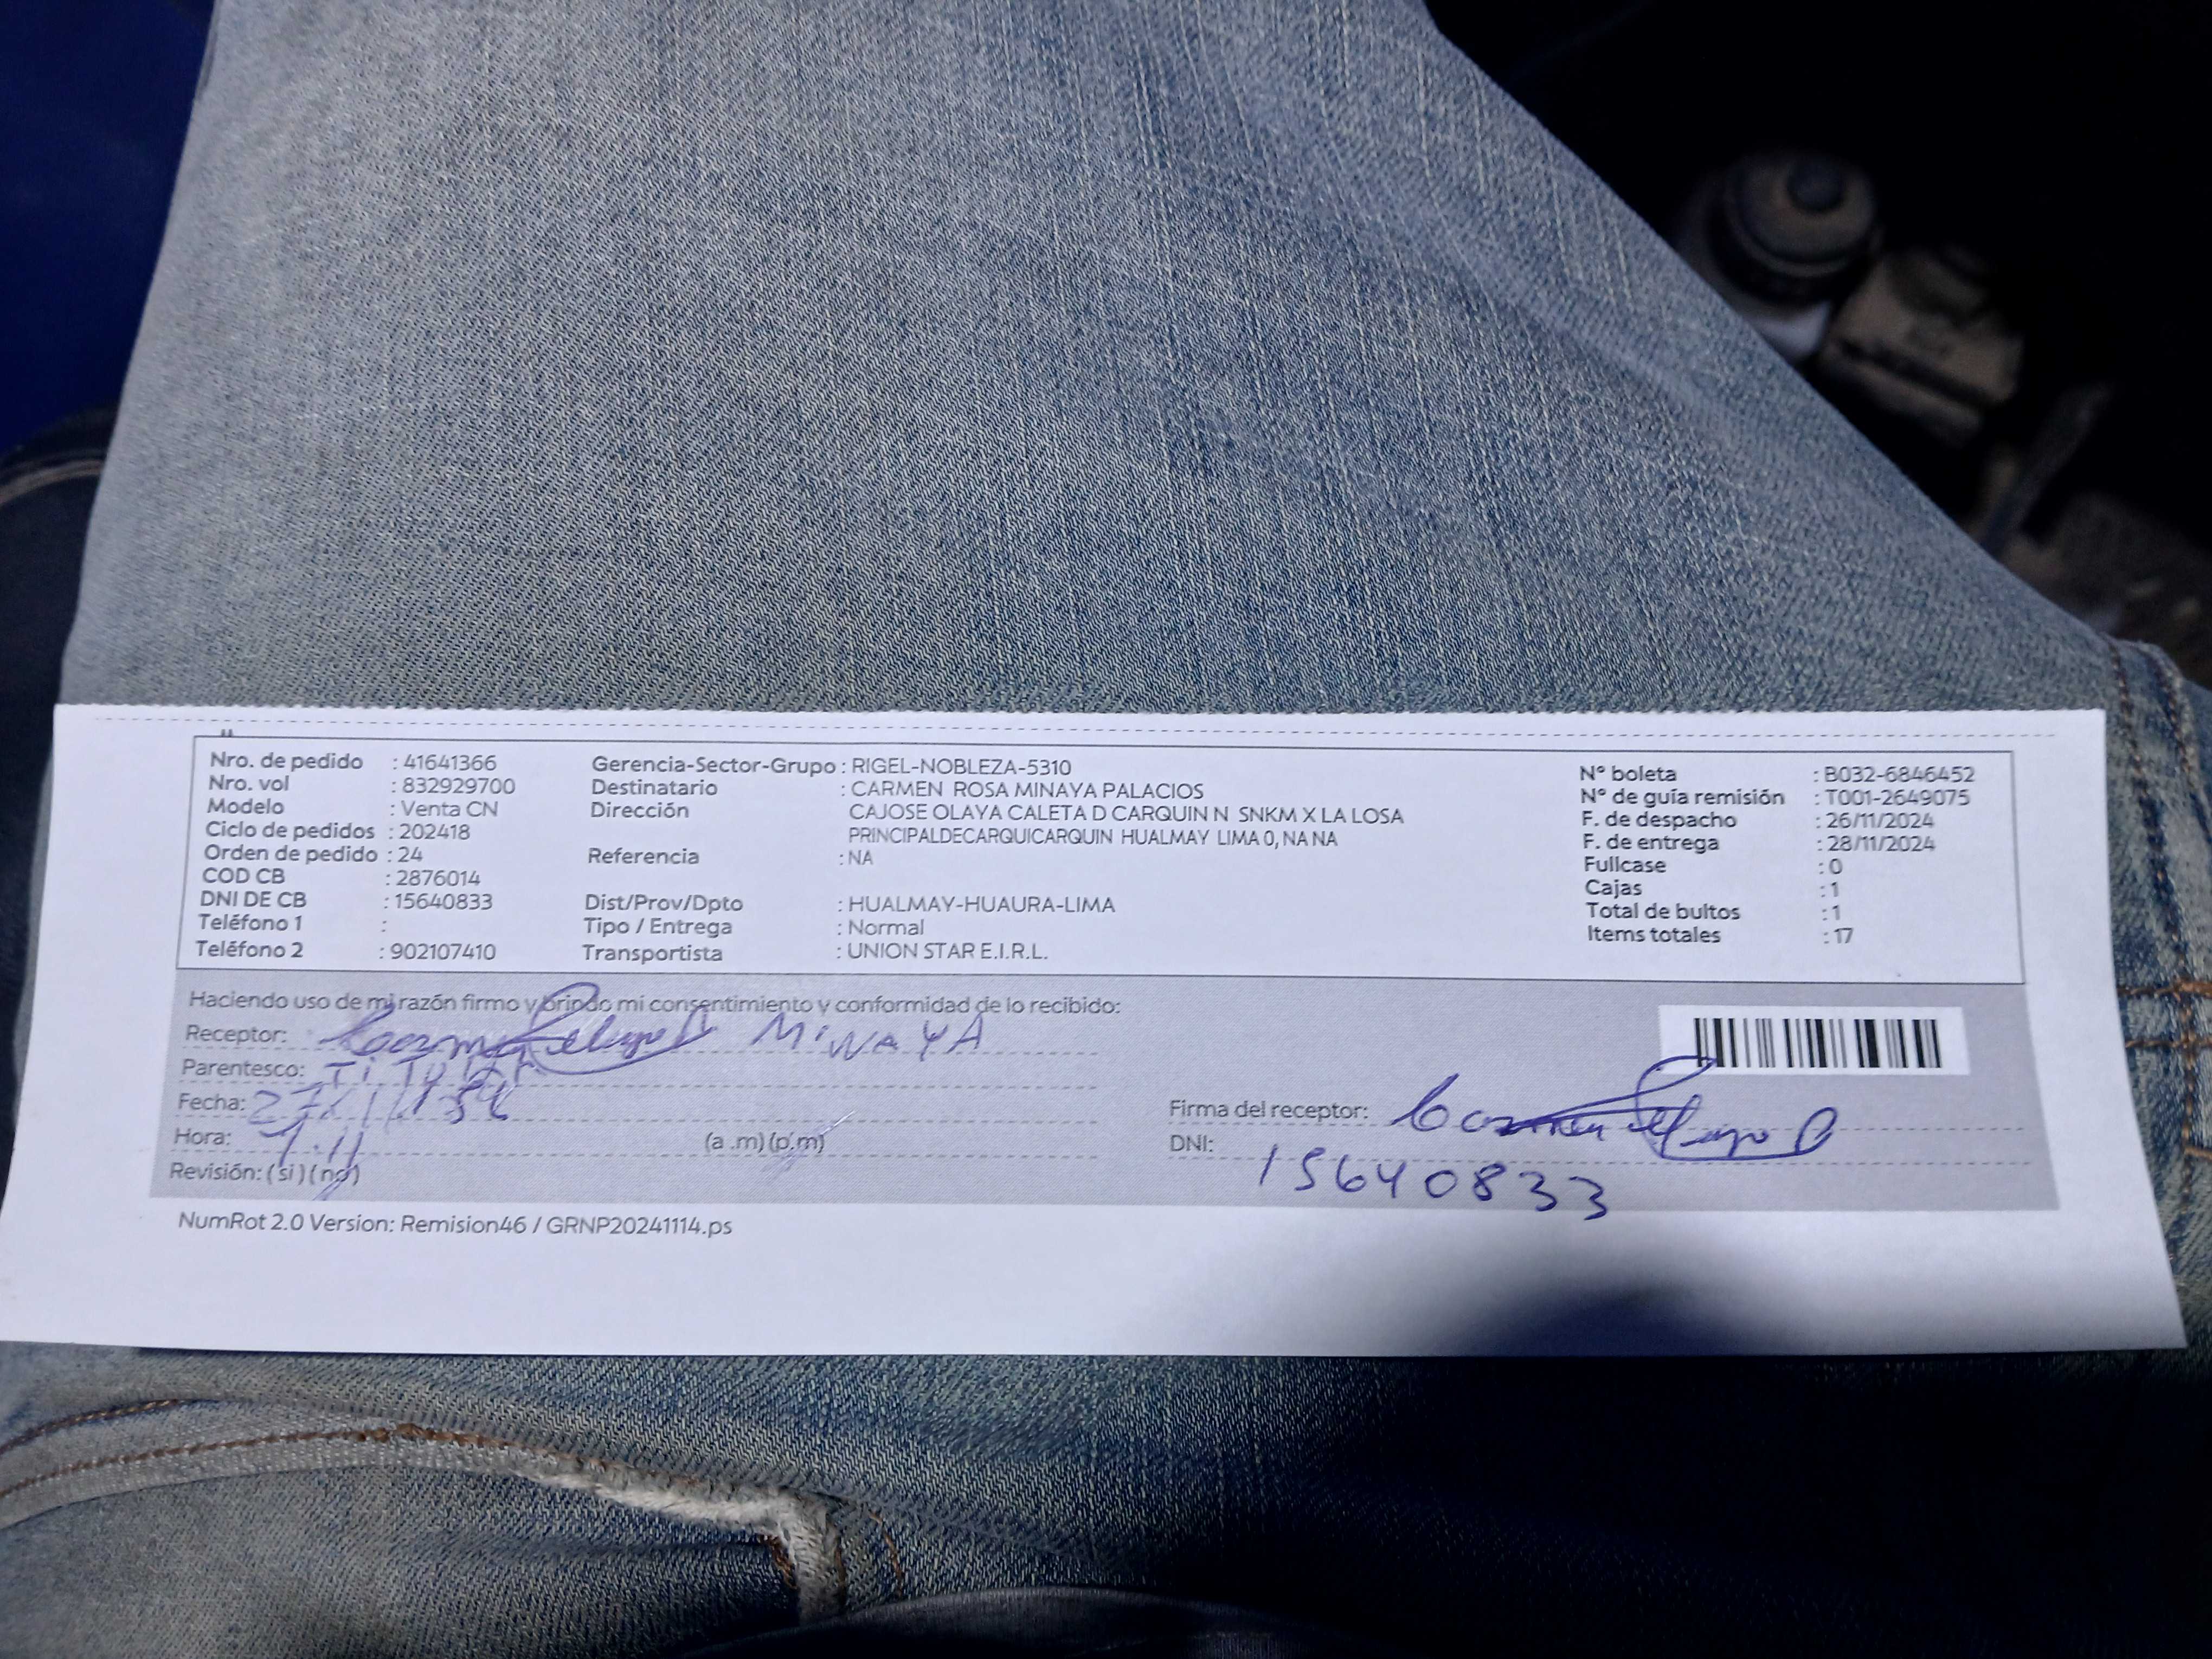 Nro. de pedido : 41641366 Gerencia-Sector-Grupo : RIGEL-NOBLEZA-5310 N° boleta : B032-6846452
Nro. vol : 832929700 Destinatario : CARMEN ROSA MINAYA PALACIOS N° de guía remisión : T001-2649075
Modelo : Venta CN Dirección CAJOSE OLAYA CALETA D CARQUIN N SNKM X LA LOSA F. de despacho : 26/11/2024
Ciclo de pedidos : 202418 PRINCIPALDECARQUICARQUIN HUALMAY LIMA 0, NA NA F. de entrega : 28/11/2024
Orden de pedido : 24 Referencia : NA Fullcase : 0
COD CB : 2876014 Cajas : 1
DNI DE CB : 15640833 Dist/Prov/Dpto : HUALMAY-HUAURA-LIMA Total de bultos : 1
Teléfono 1 : Tipo / Entrega : Normal Items totales : 17
Teléfono 2 : 902107410 Transportista : UNION STAR E.I.R.L.
Haciendo uso de mi razón firmo y brindo mi consentimiento y conformidad de lo recibido:
Receptor: MINAYA
Parentesco:
Fecha:
Hora: (a .m) (p.m)
Revisión: (si) (no)
Firma del receptor:
DNI: 15640833
NumRot 2.0 Version: Remision46 / GRNP20241114.ps